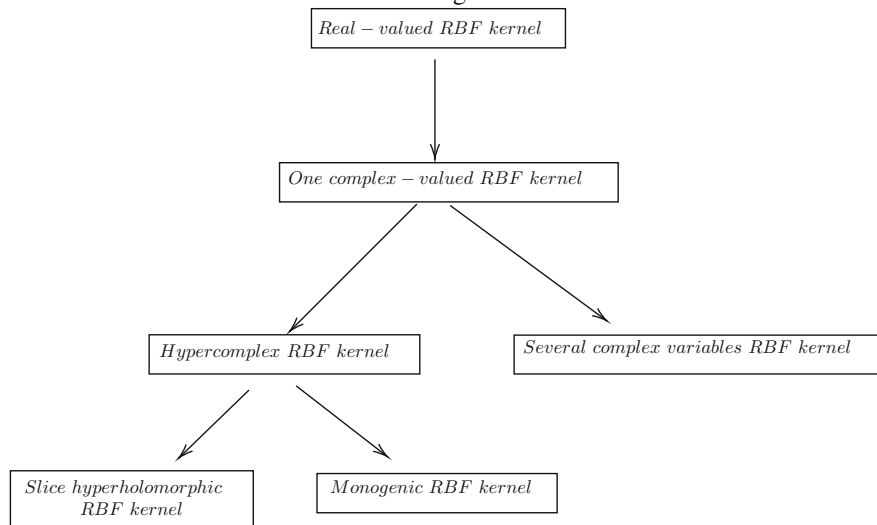 Real – valued RBF kernel
One complex – valued RBF kernel
Hypercomplex RBF kernel
Several complex variables RBF kernel
Slice hyperholomorphic
RBF kernel
Monogenic RBF kernel